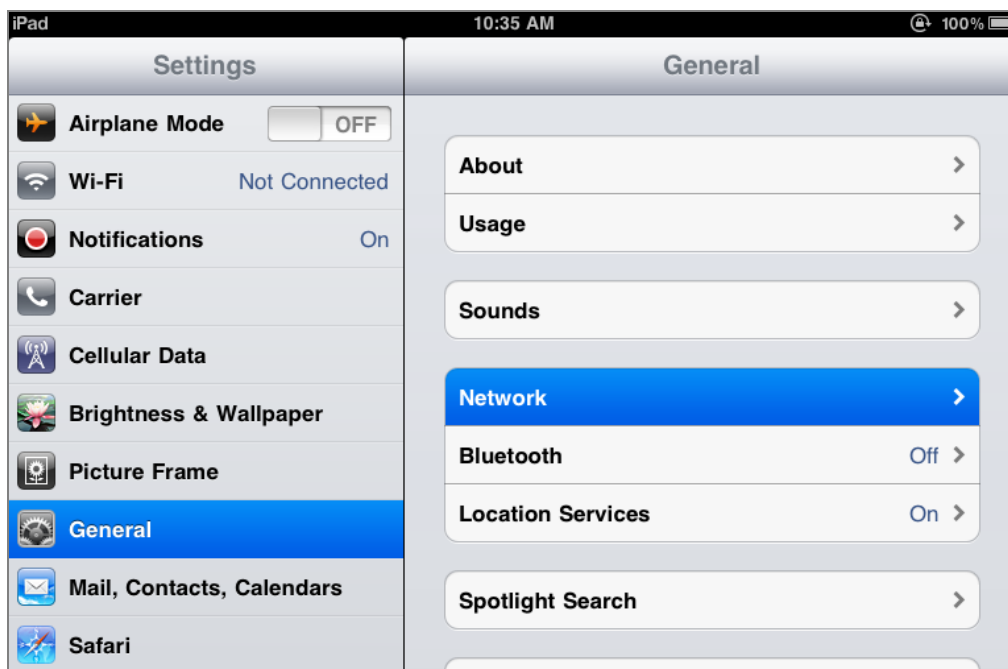 iPad 10:35 AM 100%
Settings
Airplane Mode OFF
Wi-Fi Not Connected
Notifications On
Carrier
Cellular Data
Brightness & Wallpaper
Picture Frame
General
Mail, Contacts, Calendars
Safari
General
About
Usage
Sounds
Network
Bluetooth Off
Location Services On
Spotlight Search